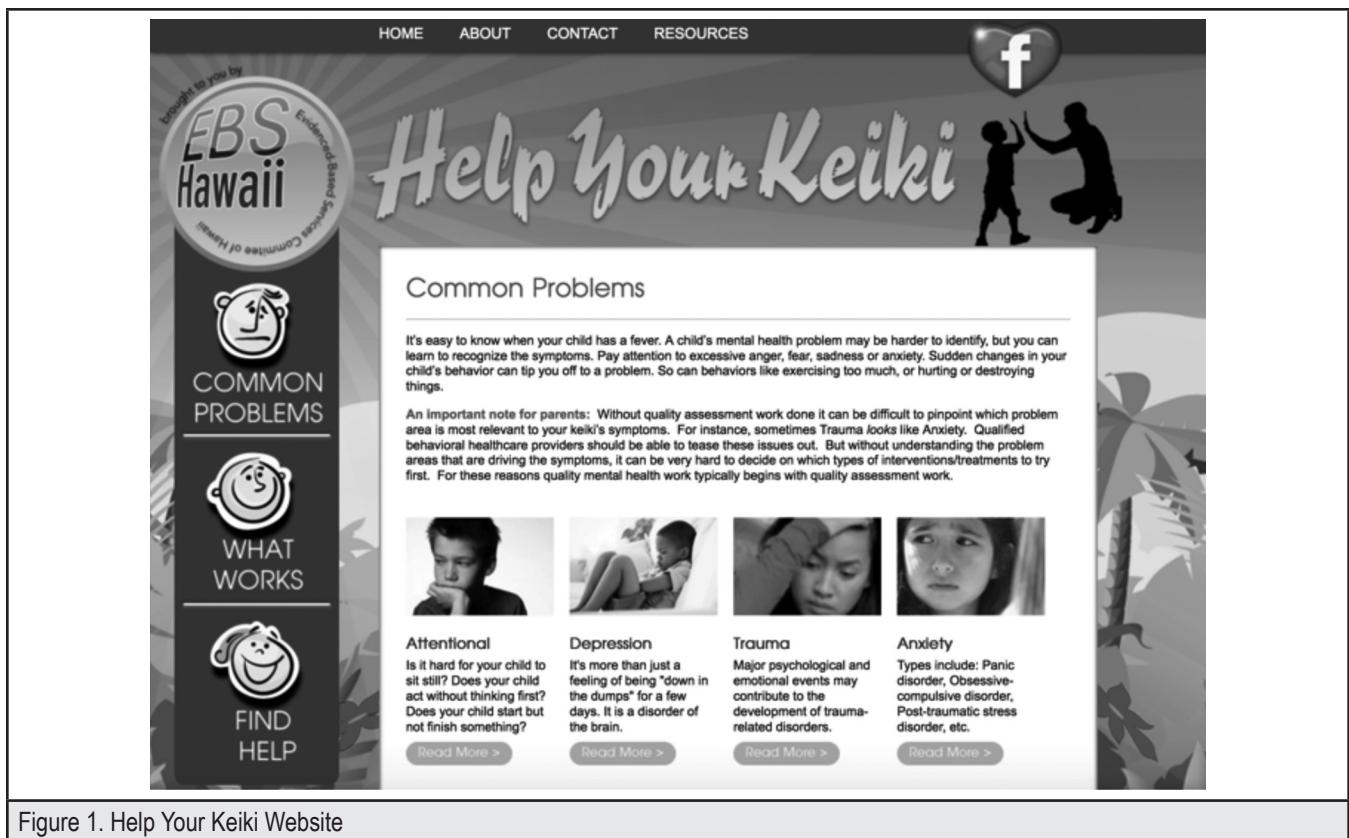 HOME ABOUT CONTACT RESOURCES
f
brought to you by
EBS
Hawaii
Evidenced-Based Services Committee of Hawaii
Help Your Keiki
COMMON
PROBLEMS
WHAT
WORKS
FIND
HELP
Common Problems
It's easy to know when your child has a fever. A child's mental health problem may be harder to identify, but you can
learn to recognize the symptoms. Pay attention to excessive anger, fear, sadness or anxiety. Sudden changes in your
child's behavior can tip you off to a problem. So can behaviors like exercising too much, or hurting or destroying
things.
An important note for parents: Without quality assessment work done it can be difficult to pinpoint which problem
area is most relevant to your keiki's symptoms. For instance, sometimes Trauma looks like Anxiety. Qualified
behavioral healthcare providers should be able to tease these issues out. But without understanding the problem
areas that are driving the symptoms, it can be very hard to decide on which types of interventions/treatments to try
first. For these reasons quality mental health work typically begins with quality assessment work.
Attentional
Is it hard for your child to
sit still? Does your child
act without thinking first?
Does your child start but
not finish something?
Read More >
Depression
It's more than just a
feeling of being "down in
the dumps" for a few
days. It is a disorder of
the brain.
Read More >
Trauma
Major psychological and
emotional events may
contribute to the
development of trauma-
related disorders.
Read More >
Anxiety
Types include: Panic
disorder, Obsessive-
compulsive disorder,
Post-traumatic stress
disorder, etc.
Read More >
Figure 1. Help Your Keiki Website